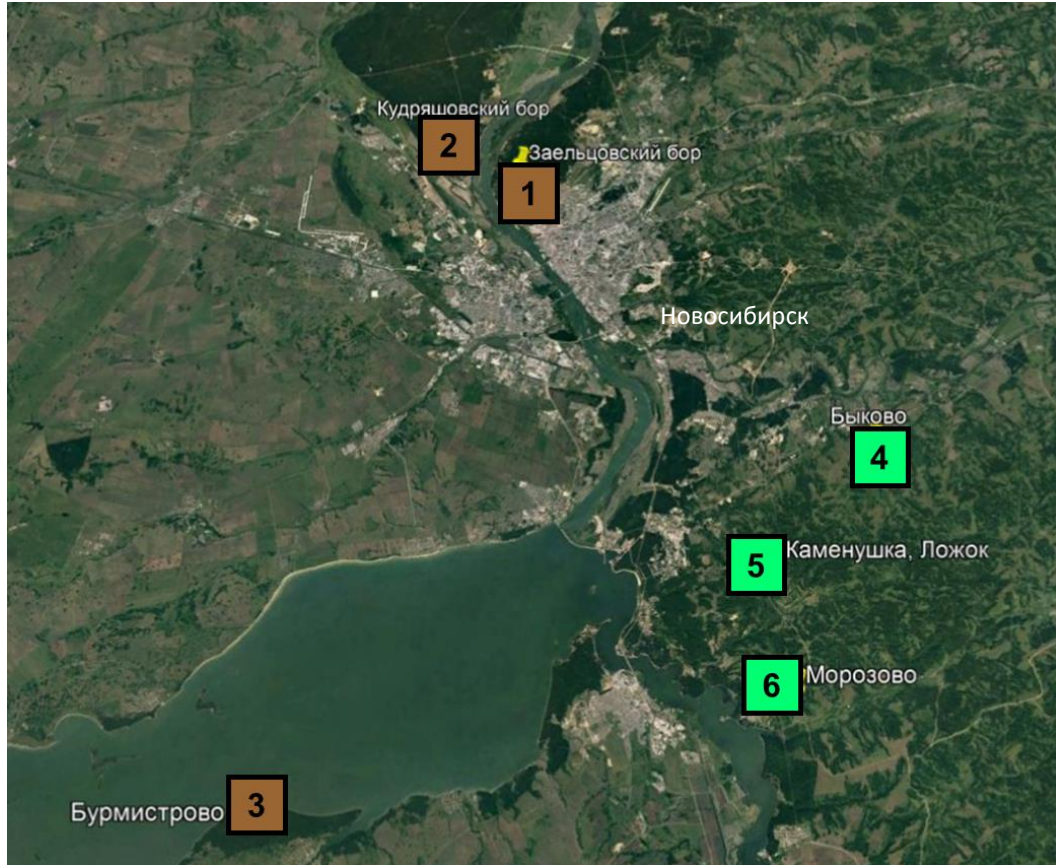 Кудряшовский бор
2
Заельцовский бор
1
Новосибирск
Быково
4
5
Каменушка, Ложок
6
Морозово
Бурмистрово
3